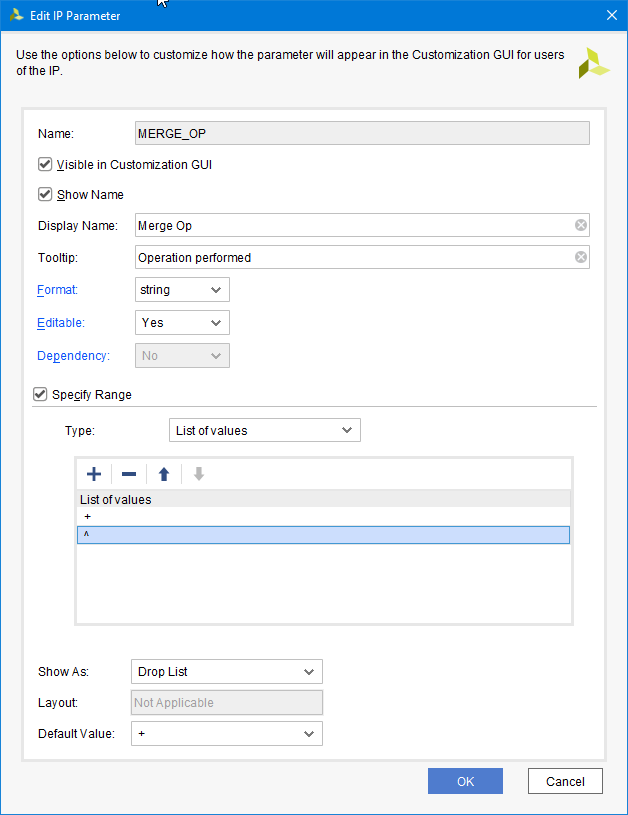 Edit IP Parameter
Use the options below to customize how the parameter will appear in the Customization GUI for users
of the IP.
Name: MERGE_OP
Visible in Customization GUI
Show Name
Display Name: Merge Op
Tooltip: Operation performed
Format: string
Editable: Yes
Dependency: No
Specify Range
Type: List of values
List of values
+
^
Show As: Drop List
Layout: Not Applicable
Default Value: +
OK Cancel